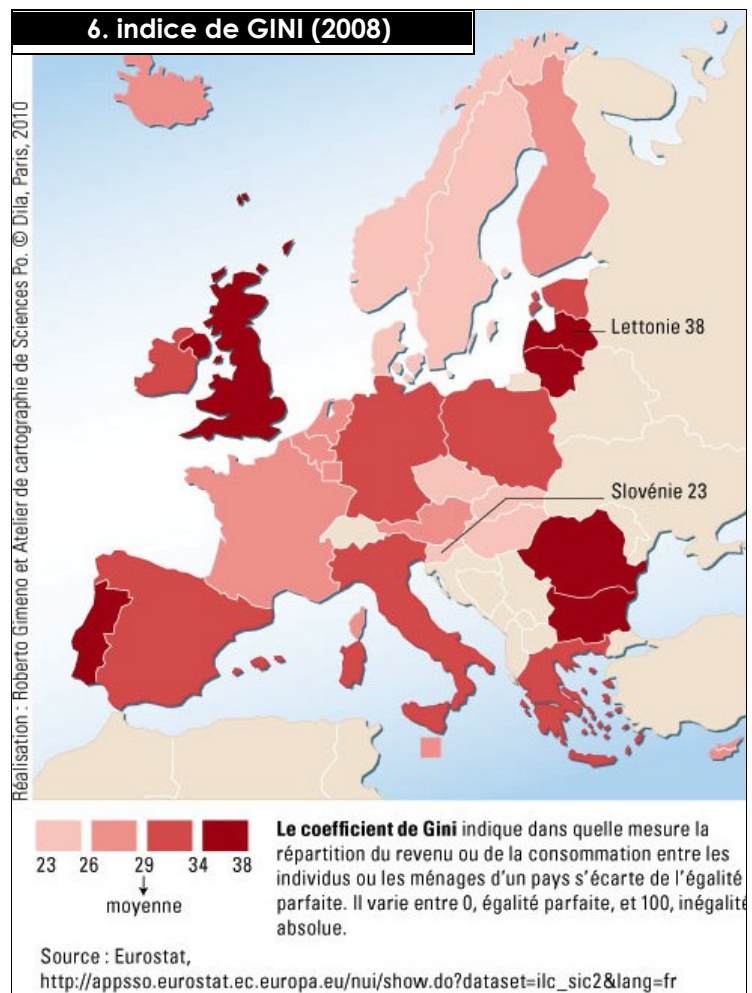 6. indice de GINI (2008)
Réalisation : Roberto Gimeno et Atelier de cartographie de Sciences Po. © Dila, Paris, 2010
Lettonie 38
Slovénie 23
23 26 29 34 38
moyenne
Le coefficient de Gini indique dans quelle mesure la
répartition du revenu ou de la consommation entre les
individus ou les ménages d'un pays s'écarte de l'égalité
parfaite. Il varie entre 0, égalité parfaite, et 100, inégalité
absolue.
Source : Eurostat,
http://appsso.eurostat.ec.europa.eu/nui/show.do?dataset=ilc_sic2&lang=fr